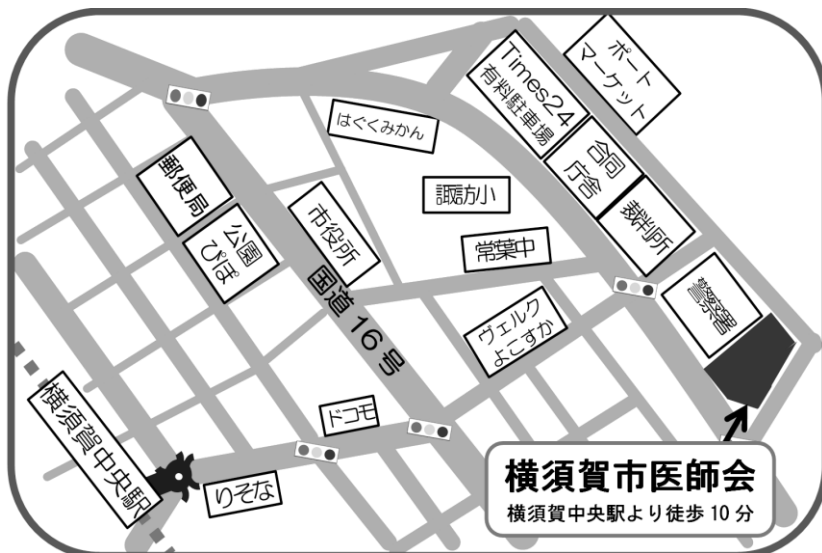 ポート
マーケット
Times24
有料駐車場
はぐくみかん
合同
庁舎
郵便局
諏訪小
裁判所
市役所
公園
ぴぽ
常葉中
国道16号
警察署
ヴェルク
よこすか
横須賀中央駅
ドコモ
りそな
横須賀市医師会
横須賀中央駅より徒歩10分